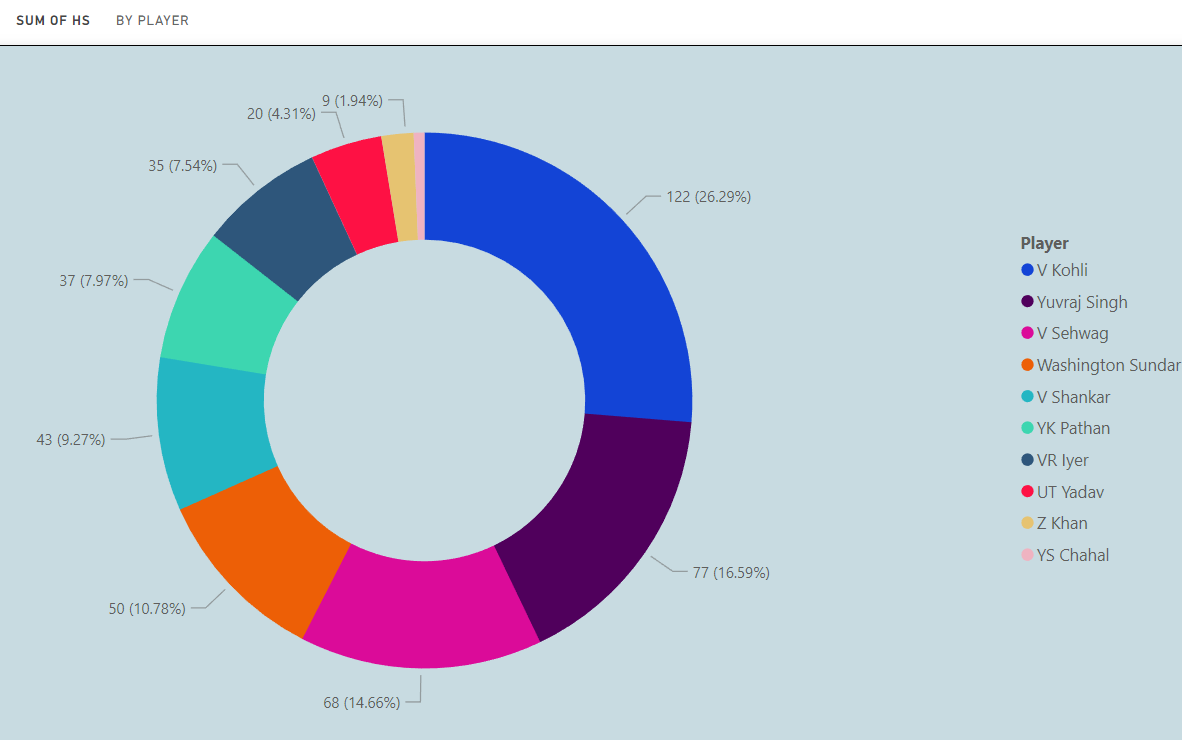 SUM OF HS BY PLAYER
9 (1.94%)
20 (4.31%)
35 (7.54%)
122 (26.29%)
37 (7.97%)
43 (9.27%)
77 (16.59%)
50 (10.78%)
68 (14.66%)
Player
V Kohli
Yuvraj Singh
V Sehwag
Washington Sundar
V Shankar
YK Pathan
VR Iyer
UT Yadav
Z Khan
YS Chahal